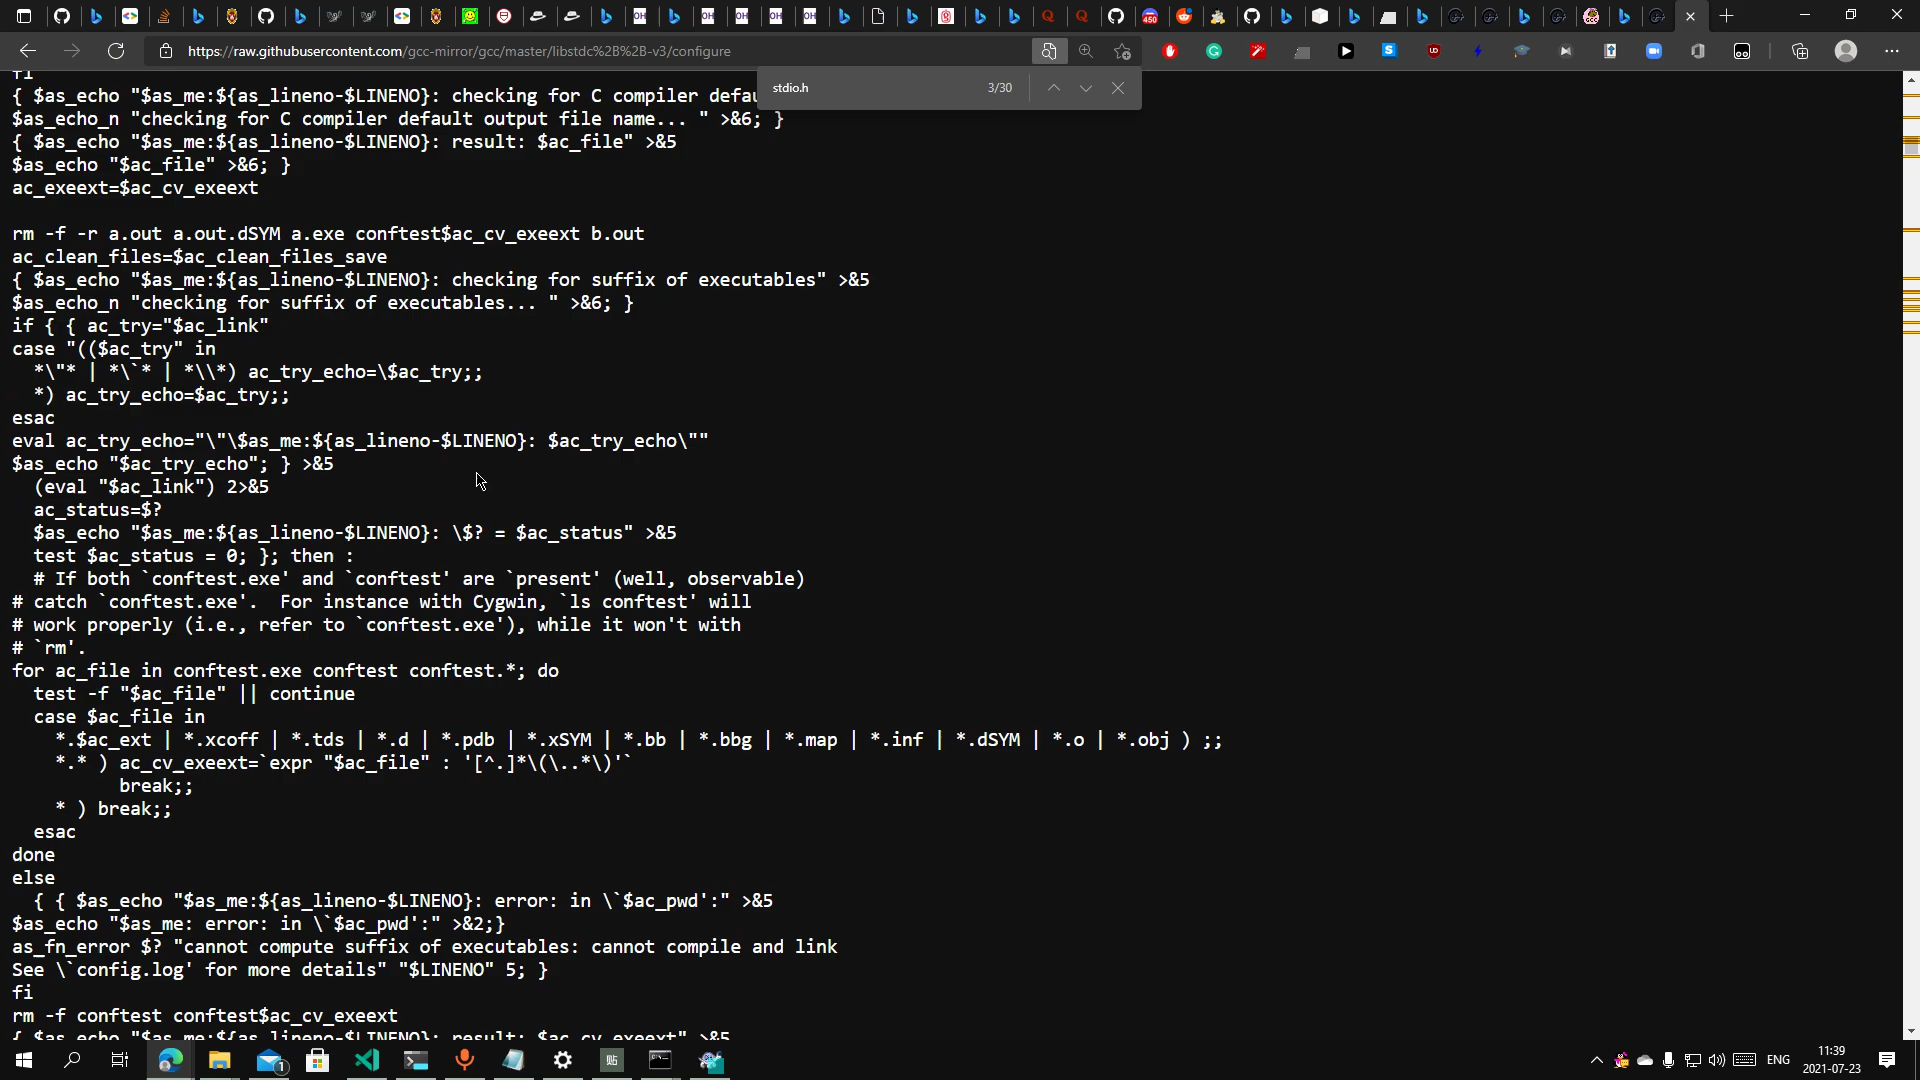 https://raw.githubusercontent.com/gcc-mirror/gcc/master/libstdc%2B%2B-v3/configure
stdio.h
3/30
fi
{ $as_echo "$as_me:${as_lineno-$LINENO}: checking for C compiler defau
$as_echo_n "checking for C compiler default output file name... " >&6; }
{ $as_echo "$as_me:${as_lineno-$LINENO}: result: $ac_file" >&5
$as_echo "$ac_file" >&6; }
ac_exeext=$ac_cv_exeext
rm -f -r a.out a.out.dSYM a.exe conftest$ac_cv_exeext b.out
ac_clean_files=$ac_clean_files_save
{ $as_echo "$as_me:${as_lineno-$LINENO}: checking for suffix of executables" >&5
$as_echo_n "checking for suffix of executables... " >&6; }
if { { ac_try="$ac_link"
case "(($ac_try" in
  *\"* | *\`* | *\\*) ac_try_echo=\$ac_try;;
  *) ac_try_echo=$ac_try;;
esac
eval ac_try_echo="\"\$as_me:${as_lineno-$LINENO}: $ac_try_echo\""
$as_echo "$ac_try_echo"; } >&5
  (eval "$ac_link") 2>&5
  ac_status=$?
  $as_echo "$as_me:${as_lineno-$LINENO}: \$? = $ac_status" >&5
  test $ac_status = 0; }; then :
  # If both `conftest.exe' and `conftest' are `present' (well, observable)
# catch `conftest.exe'.  For instance with Cygwin, `ls conftest' will
# work properly (i.e., refer to `conftest.exe'), while it won't with
# `rm'.
for ac_file in conftest.exe conftest conftest.*; do
  test -f "$ac_file" || continue
  case $ac_file in
    *.$ac_ext | *.xcoff | *.tds | *.d | *.pdb | *.xSYM | *.bb | *.bbg | *.map | *.inf | *.dSYM | *.o | *.obj ) ;;
    *.* ) ac_cv_exeext=`expr "$ac_file" : '[^.]*\(\..*\)'`
          break;;
    * ) break;;
  esac
done
else
  { { $as_echo "$as_me:${as_lineno-$LINENO}: error: in \`$ac_pwd':" >&5
$as_echo "$as_me: error: in \`$ac_pwd':" >&2;}
as_fn_error $? "cannot compute suffix of executables: cannot compile and link
See \`config.log' for more details" "$LINENO" 5; }
fi
rm -f conftest conftest$ac_cv_exeext
{ $as_echo "$as_me:${as_lineno-$LINENO}: result: $ac_cv_exeext" >&5
ENG
11:39
2021-07-23